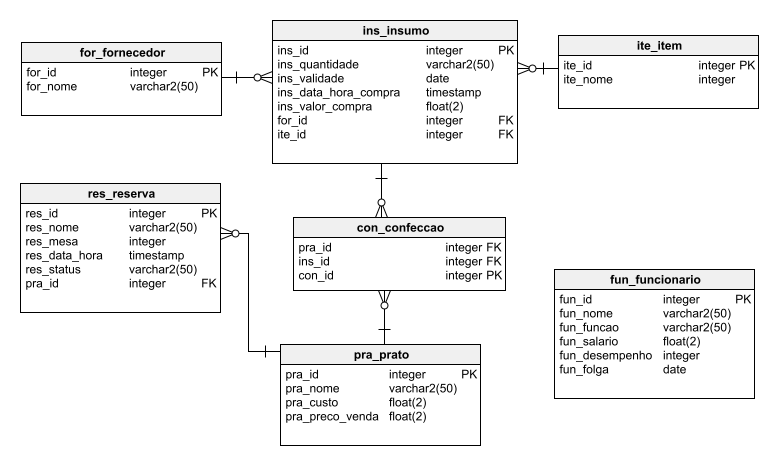 for_fornecedor
for_id integer PK
for_nome varchar2(50)
ins_insumo
ins_id integer PK
ins_quantidade varchar2(50)
ins_validade date
ins_data_hora_compra timestamp
ins_valor_compra float(2)
for_id integer FK
ite_id integer FK
ite_item
ite_id integer PK
ite_nome integer
res_reserva
res_id integer PK
res_nome varchar2(50)
res_mesa integer
res_data_hora timestamp
res_status varchar2(50)
pra_id integer FK
con_confeccao
pra_id integer FK
ins_id integer FK
con_id integer PK
fun_funcionario
fun_id integer PK
fun_nome varchar2(50)
fun_funcao varchar2(50)
fun_salario float(2)
fun_desempenho integer
fun_folga date
pra_prato
pra_id integer PK
pra_nome varchar2(50)
pra_custo float(2)
pra_preco_venda float(2)